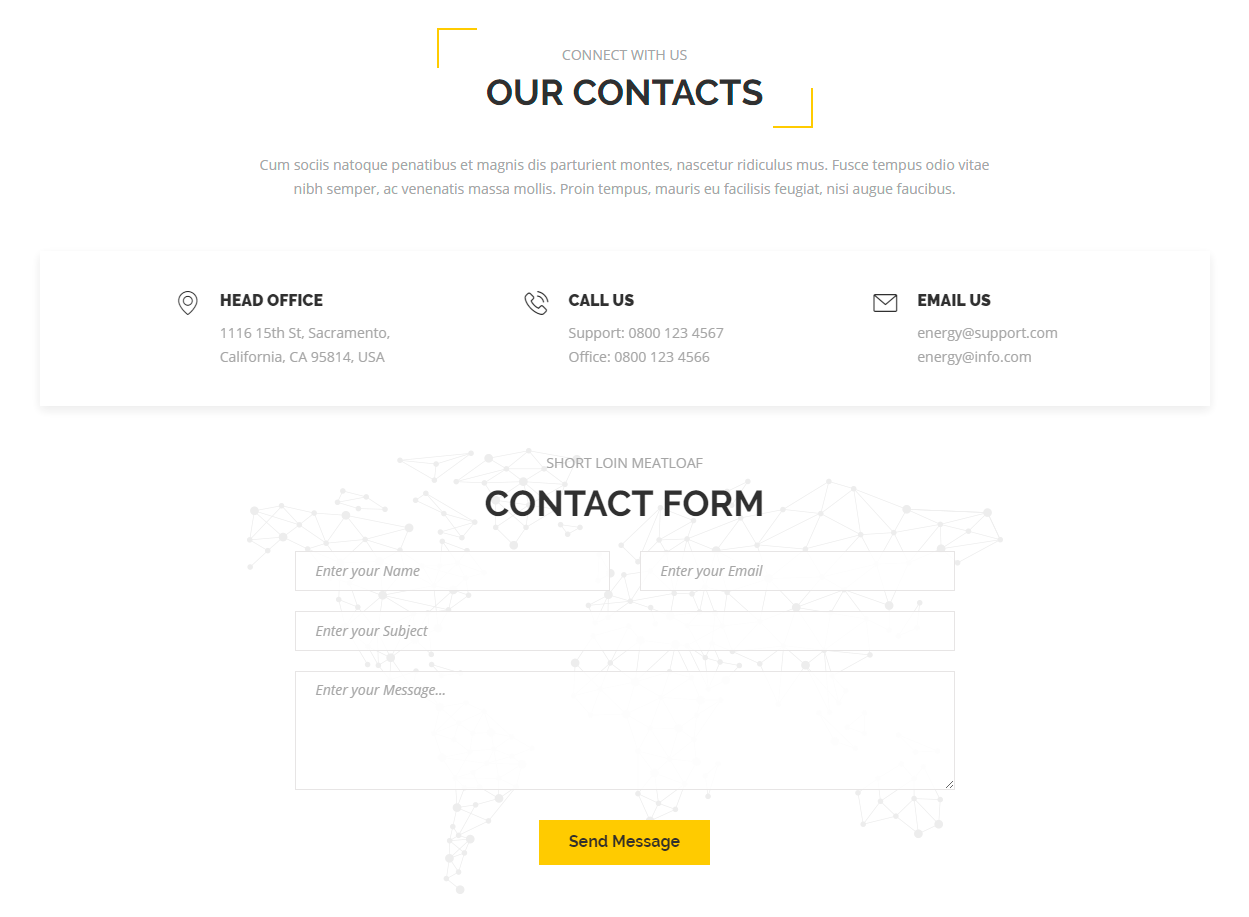 CONNECT WITH US
OUR CONTACTS
Cum sociis natoque penatibus et magnis dis parturient montes, nascetur ridiculus mus. Fusce tempus odio vitae
nibh semper, ac venenatis massa mollis. Proin tempus, mauris eu facilisis feugiat, nisi augue faucibus.
HEAD OFFICE
1116 15th St, Sacramento,
California, CA 95814, USA
CALL US
Support: 0800 123 4567
Office: 0800 123 4566
EMAIL US
energy@support.com
energy@info.com
SHORT LOIN MEATLOAF
CONTACT FORM
Enter your Name
Enter your Email
Enter your Subject
Enter your Message...
Send Message